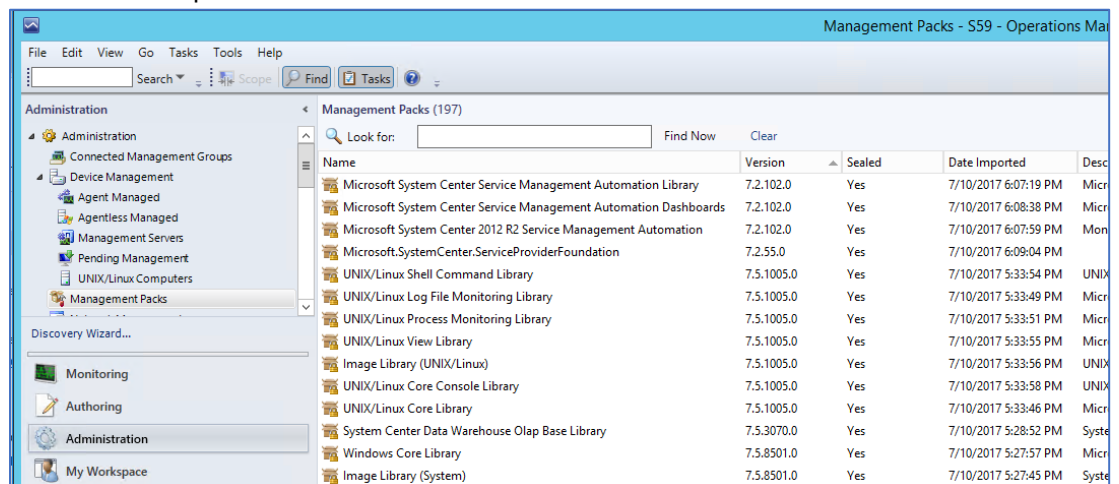 Management Packs - S59 - Operations Ma
File Edit View Go Tasks Tools Help
Search Scope Find Tasks
Administration
Administration
Connected Management Groups
Device Management
Agent Managed
Agentless Managed
Management Servers
Pending Management
UNIX/Linux Computers
Management Packs
Discovery Wizard...
Monitoring
Authoring
Administration
My Workspace
Management Packs (197)
Look for: Find Now Clear
Name Version Sealed Date Imported Desc
Microsoft System Center Service Management Automation Library 7.2.102.0 Yes 7/10/2017 6:07:19 PM Micr
Microsoft System Center Service Management Automation Dashboards 7.2.102.0 Yes 7/10/2017 6:08:38 PM Micr
Microsoft System Center 2012 R2 Service Management Automation 7.2.102.0 Yes 7/10/2017 6:07:59 PM Mon
Microsoft.SystemCenter.ServiceProviderFoundation 7.2.55.0 Yes 7/10/2017 6:09:04 PM
UNIX/Linux Shell Command Library 7.5.1005.0 Yes 7/10/2017 5:33:54 PM UNIX
UNIX/Linux Log File Monitoring Library 7.5.1005.0 Yes 7/10/2017 5:33:49 PM Micr
UNIX/Linux Process Monitoring Library 7.5.1005.0 Yes 7/10/2017 5:33:51 PM Micr
UNIX/Linux View Library 7.5.1005.0 Yes 7/10/2017 5:33:55 PM Micr
Image Library (UNIX/Linux) 7.5.1005.0 Yes 7/10/2017 5:33:56 PM UNIX
UNIX/Linux Core Console Library 7.5.1005.0 Yes 7/10/2017 5:33:58 PM UNIX
UNIX/Linux Core Library 7.5.1005.0 Yes 7/10/2017 5:33:46 PM Micr
System Center Data Warehouse Olap Base Library 7.5.3070.0 Yes 7/10/2017 5:28:52 PM Syste
Windows Core Library 7.5.8501.0 Yes 7/10/2017 5:27:57 PM Micr
Image Library (System) 7.5.8501.0 Yes 7/10/2017 5:27:45 PM Syste